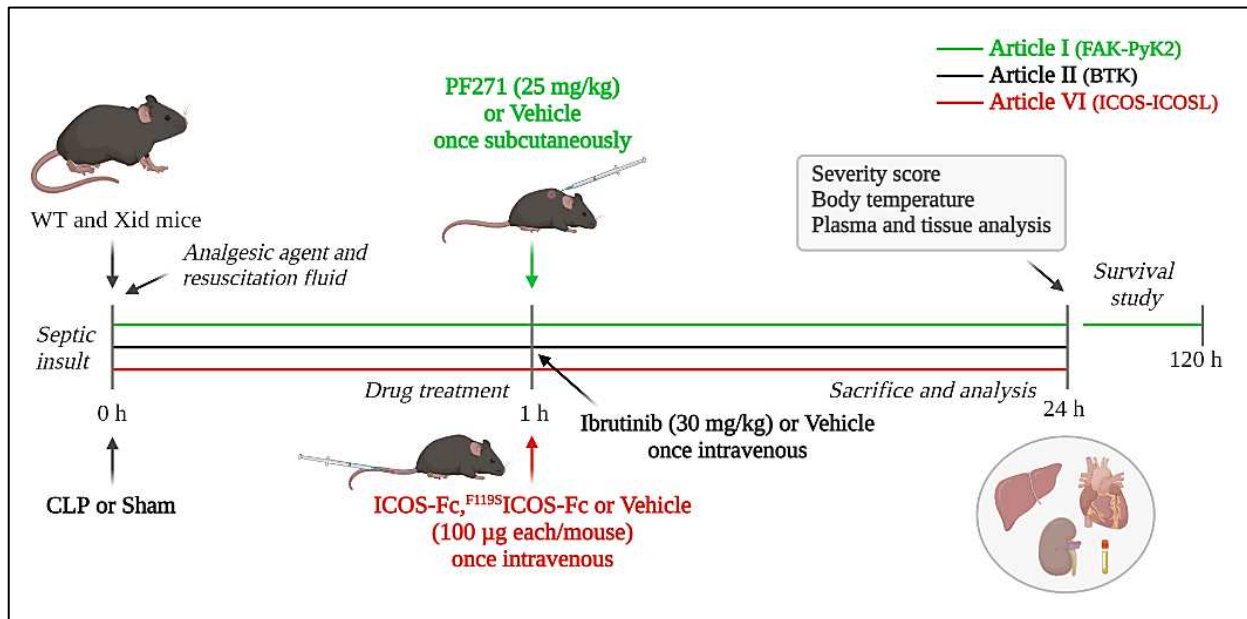 Article I (FAK-PyK2)
Article II (BTK)
Article VI (ICOS-ICOSL)
PF271 (25 mg/kg)
or Vehicle
once subcutaneously
WT and Xid mice
Analgesic agent and
resuscitation fluid
Severity score
Body temperature
Plasma and tissue analysis
Survival
study
Septic
insult
120 h
Drug treatment
Sacrifice and analysis
0 h
1 h
24 h
Ibrutinib (30 mg/kg) or Vehicle
once intravenous
CLP or Sham
ICOS-Fc,F119SICOS-Fc or Vehicle
(100 µg each/mouse)
once intravenous